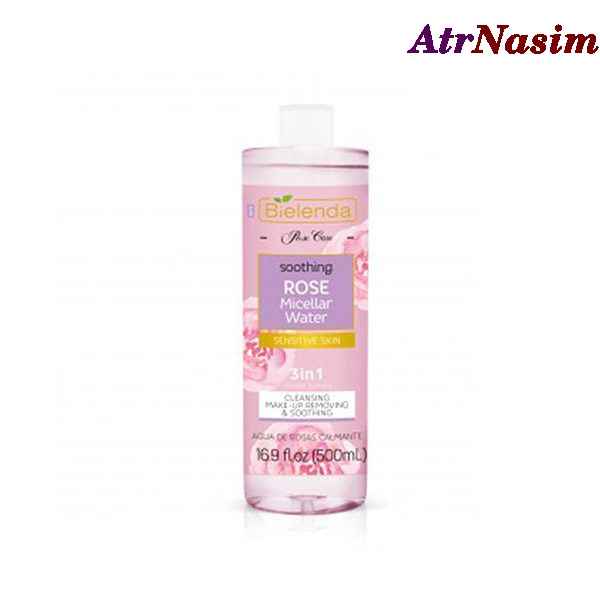 AtrNasim
Bielenda
Rose Care
soothing
ROSE
Micellar
Water
SENSITIVE SKIN
3in1
CLEANSING
MAKE-UP REMOVING
& SOOTHING
AGUA DE ROSAS CALMANTE
16.9 fl.oz (500mL)